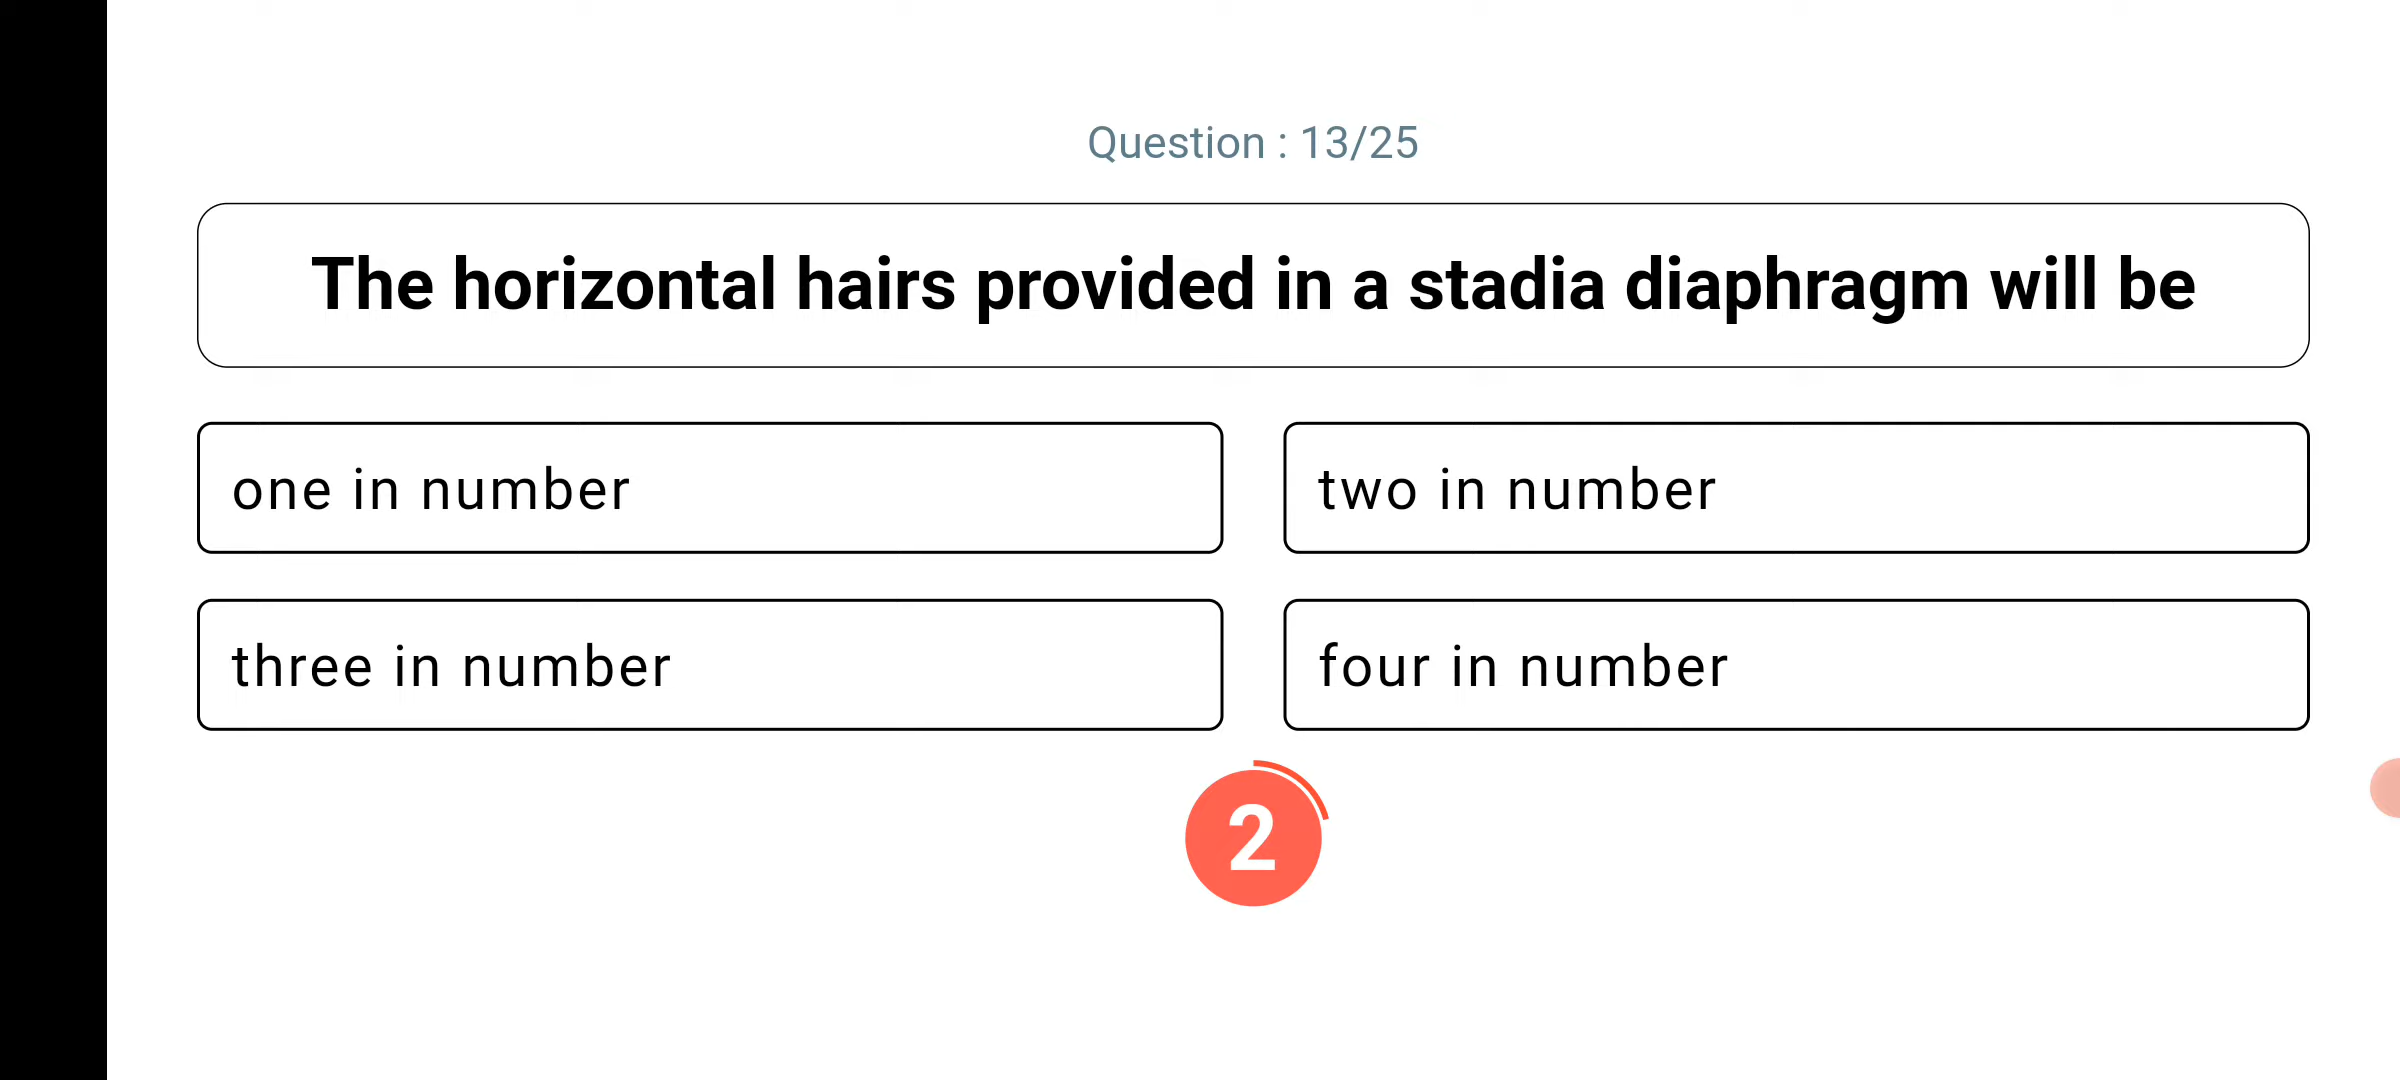 Question : 13/25
The horizontal hairs provided in a stadia diaphragm will be
one in number
two in number
three in number
four in number
2